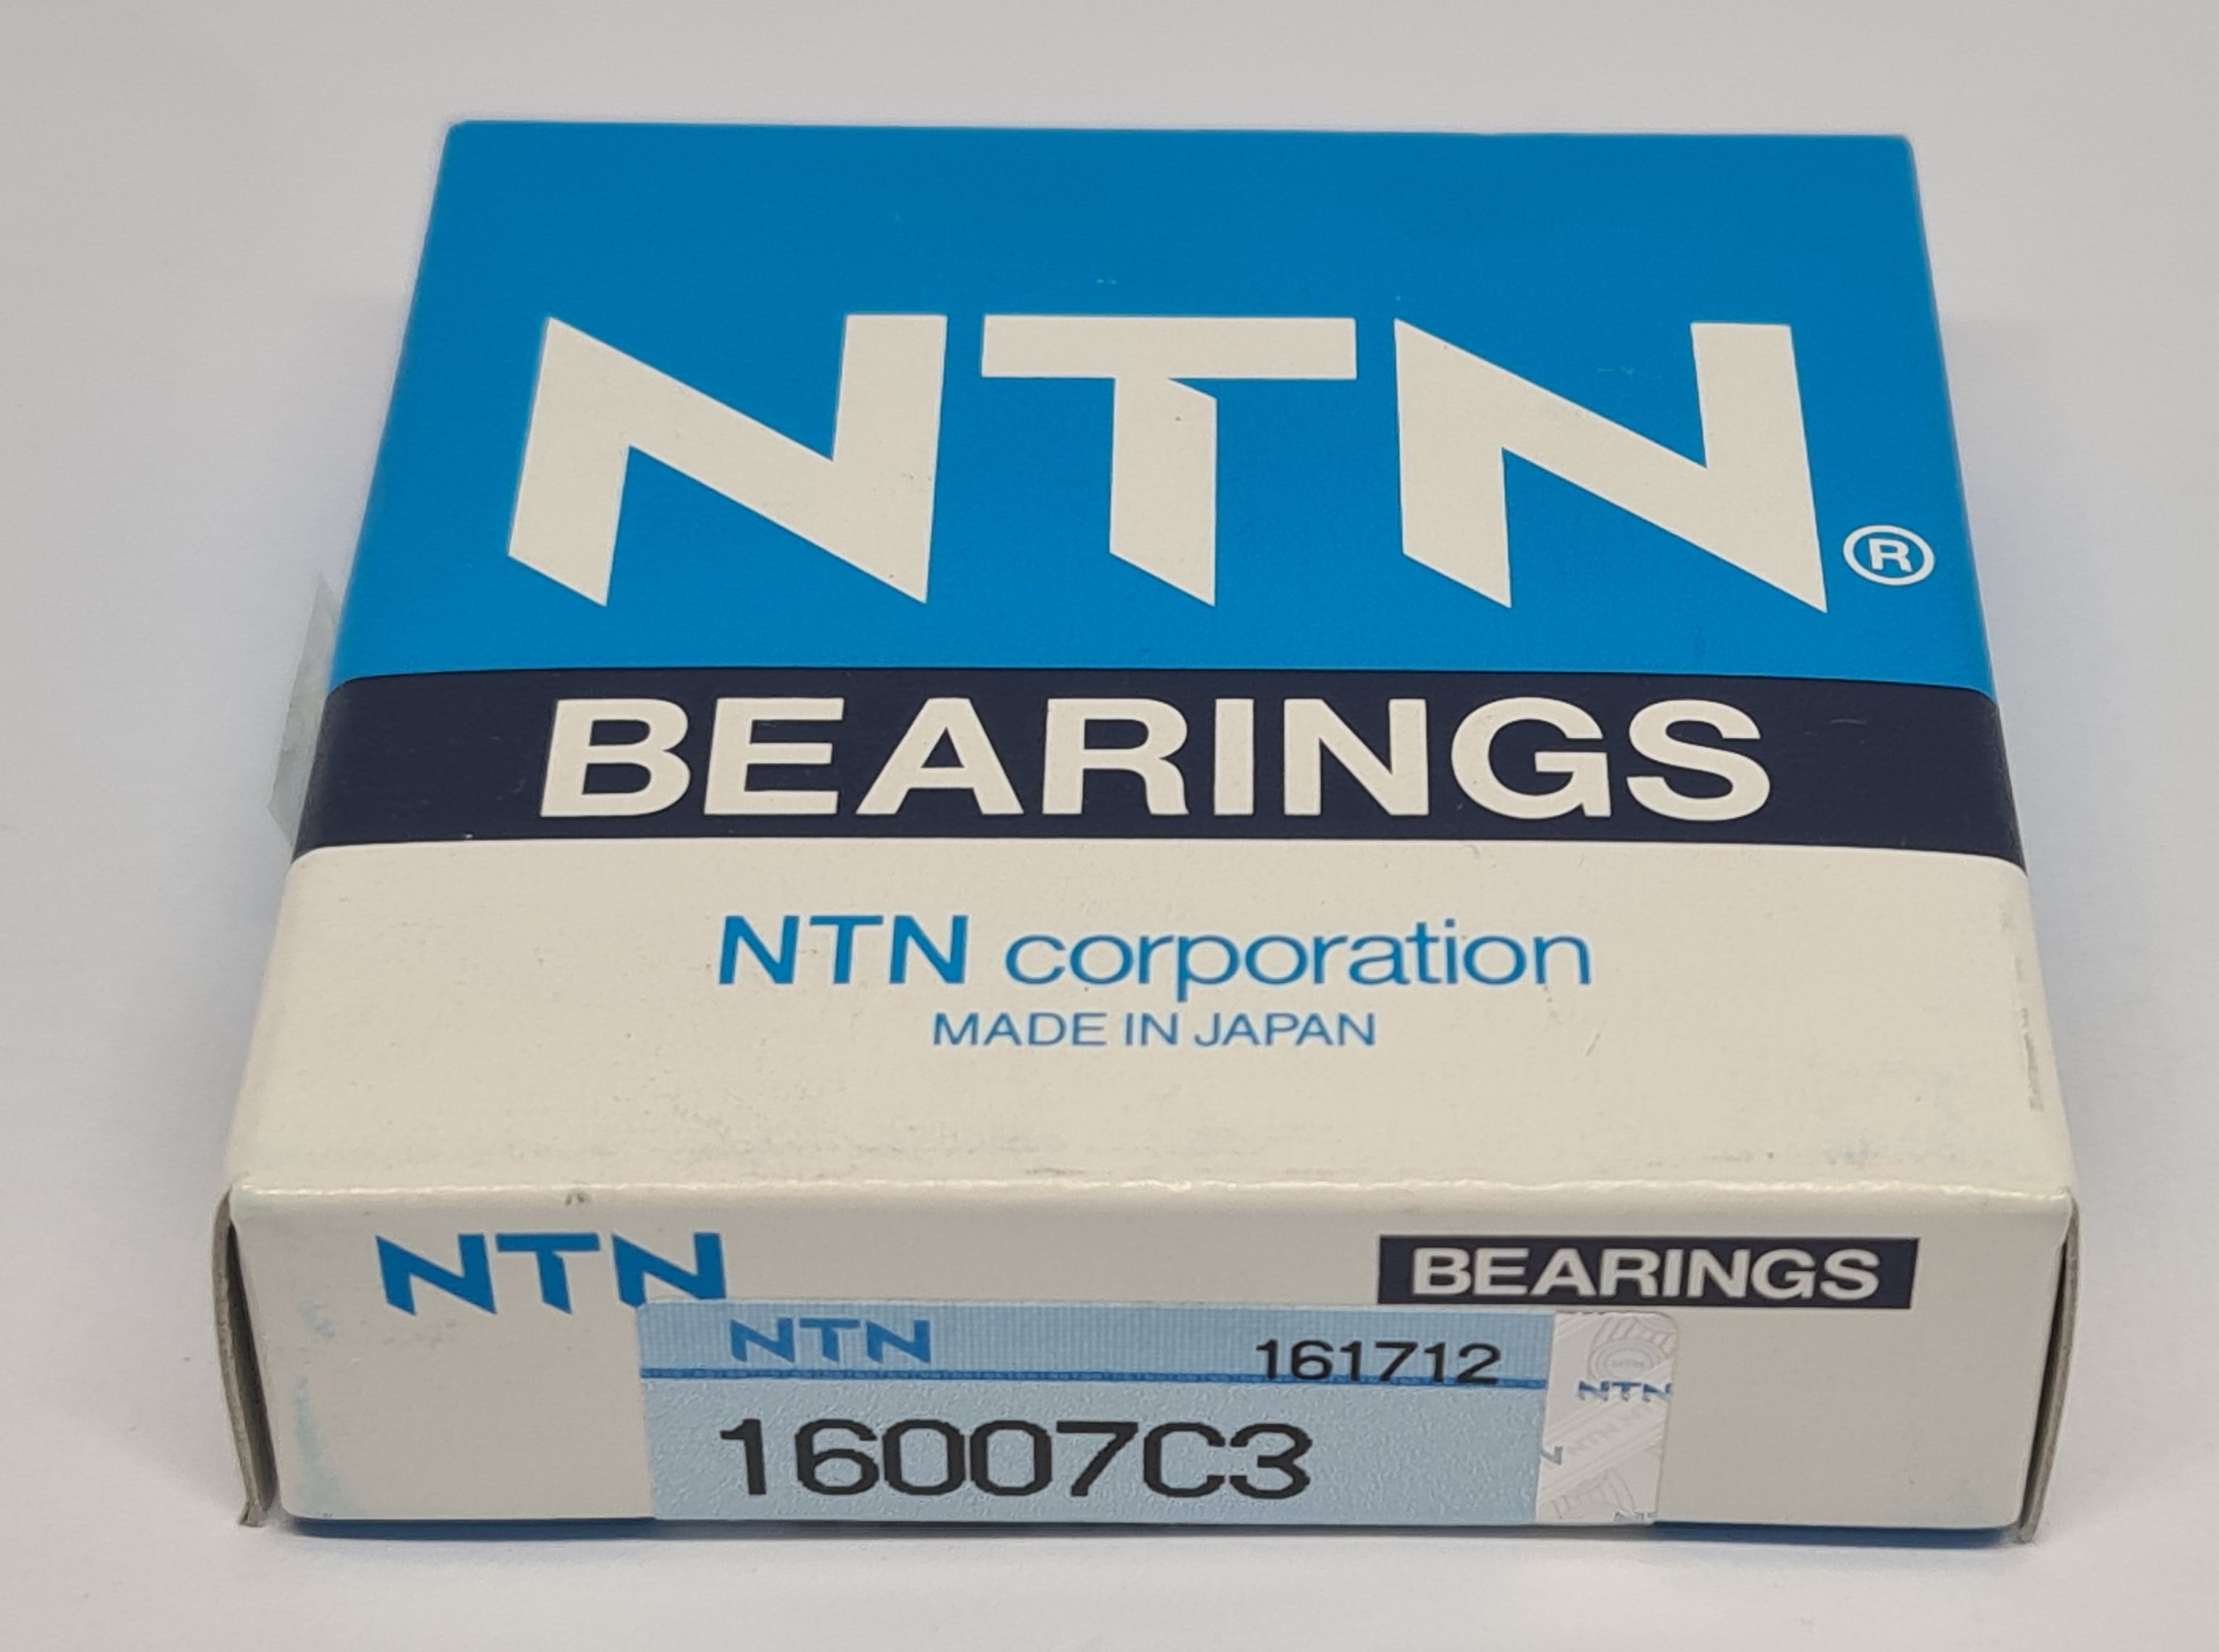 NTN®
BEARINGS
NTN corporation
MADE IN JAPAN
NTN BEARINGS
NTN 161712
NTN
16007C3